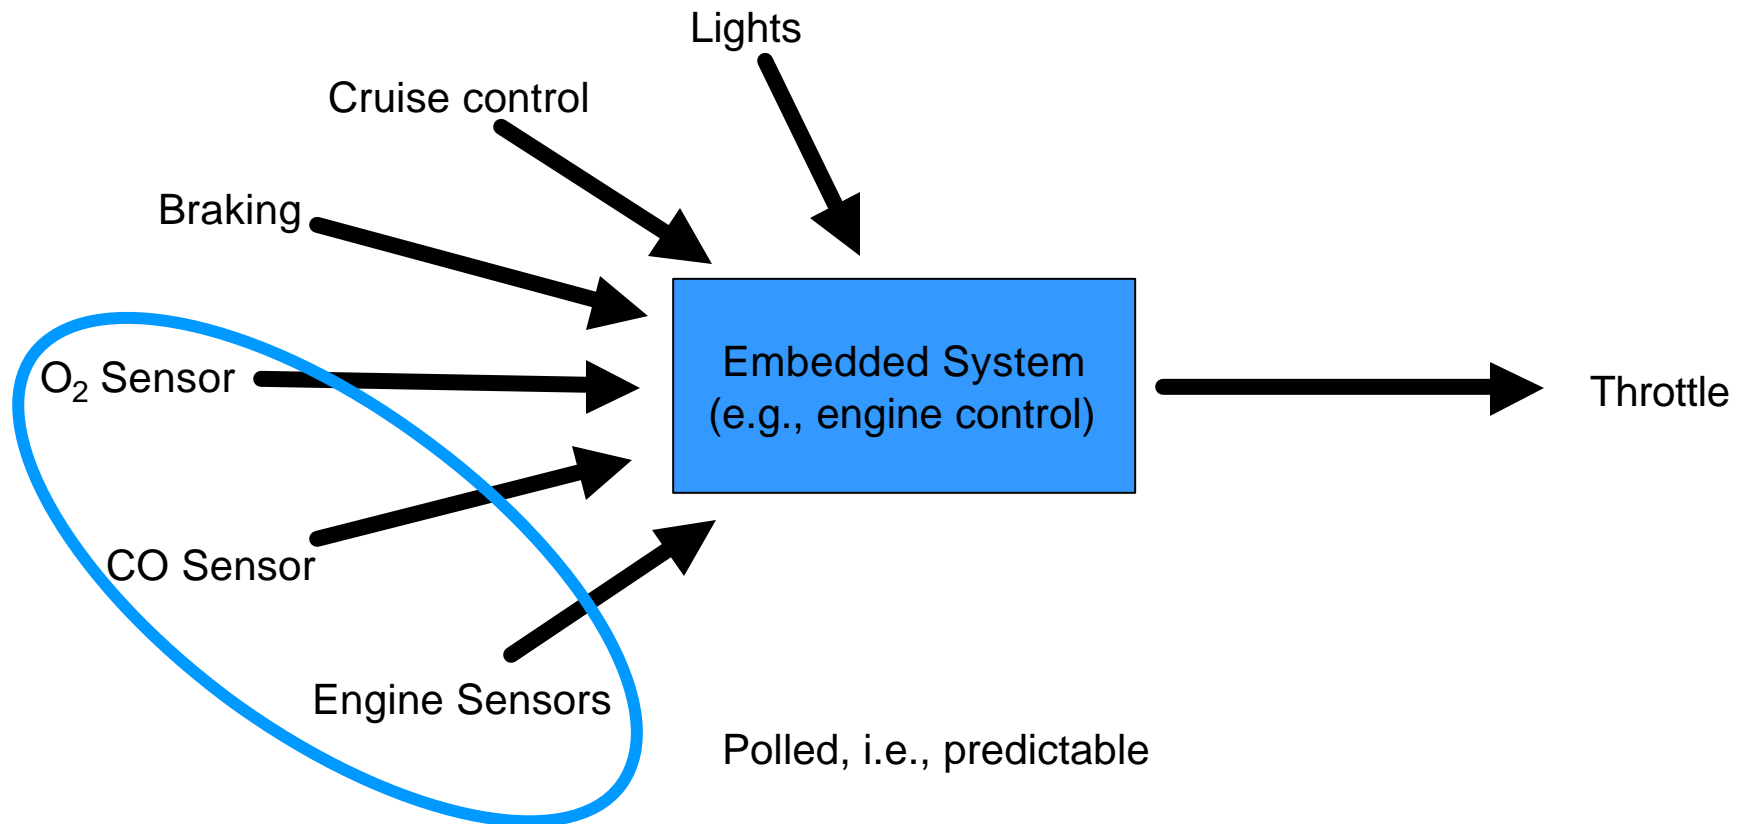 Lights
Cruise control
Braking
O₂ Sensor
Embedded System
(e.g., engine control)
Throttle
CO Sensor
Engine Sensors
Polled, i.e., predictable